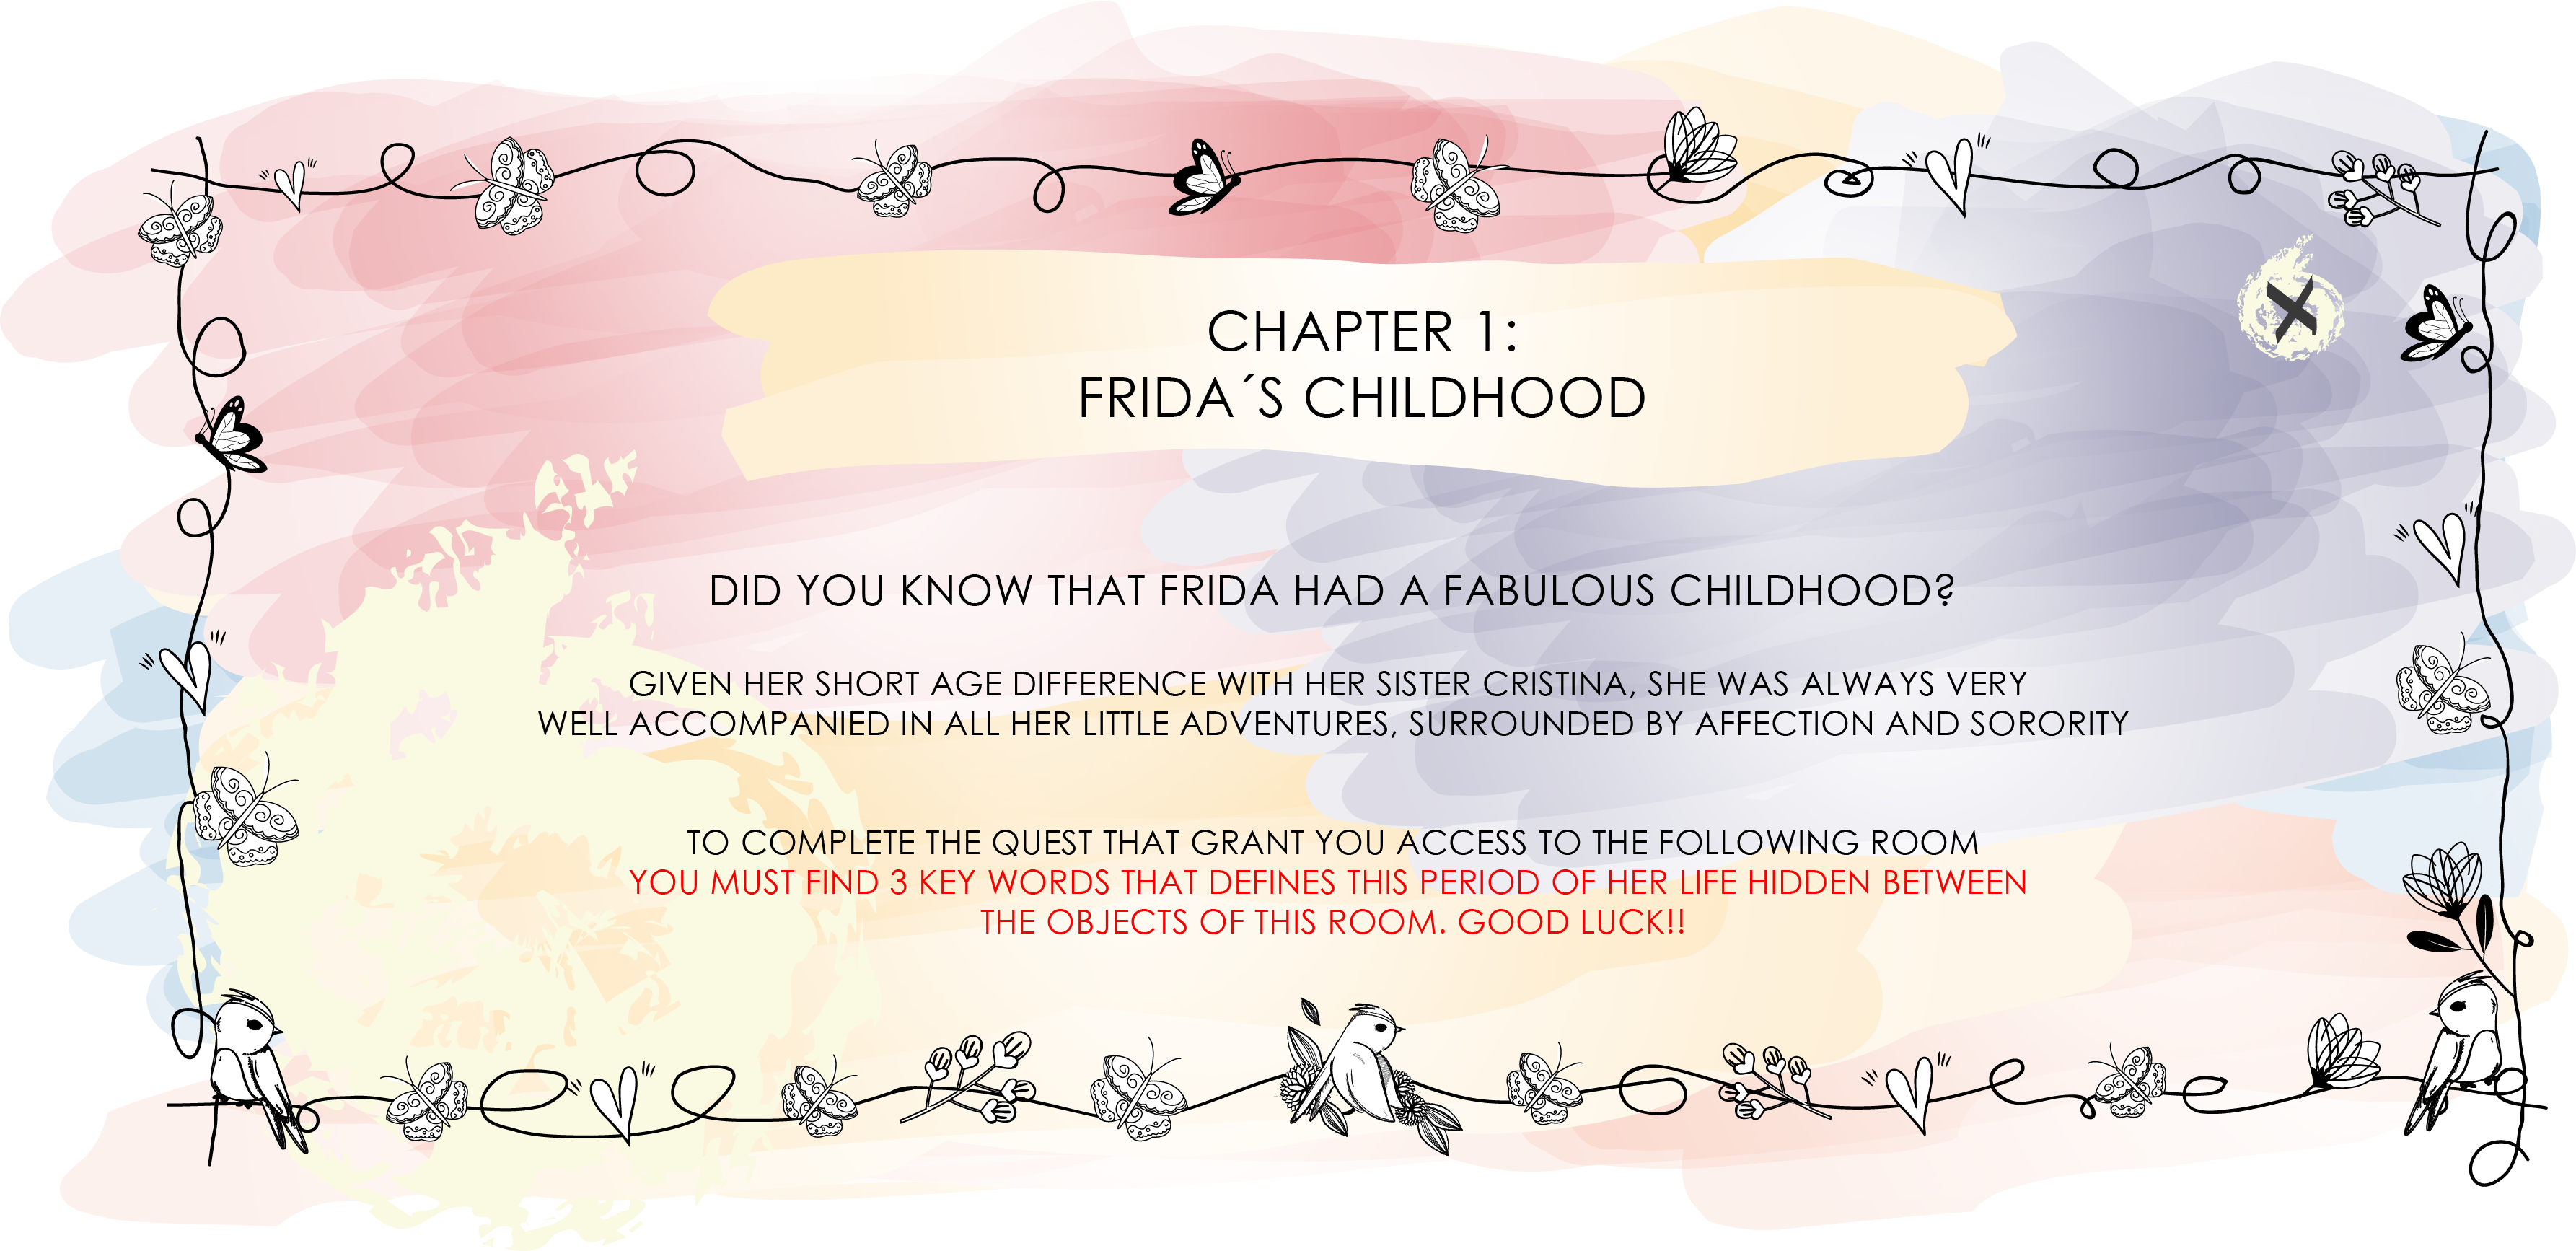 CHAPTER 1:
FRIDA´S CHILDHOOD
DID YOU KNOW THAT FRIDA HAD A FABULOUS CHILDHOOD?
GIVEN HER SHORT AGE DIFFERENCE WITH HER SISTER CRISTINA, SHE WAS ALWAYS VERY
WELL ACCOMPANIED IN ALL HER LITTLE ADVENTURES, SURROUNDED BY AFFECTION AND SORORITY
TO COMPLETE THE QUEST THAT GRANT YOU ACCESS TO THE FOLLOWING ROOM
YOU MUST FIND 3 KEY WORDS THAT DEFINES THIS PERIOD OF HER LIFE HIDDEN BETWEEN
THE OBJECTS OF THIS ROOM. GOOD LUCK!!